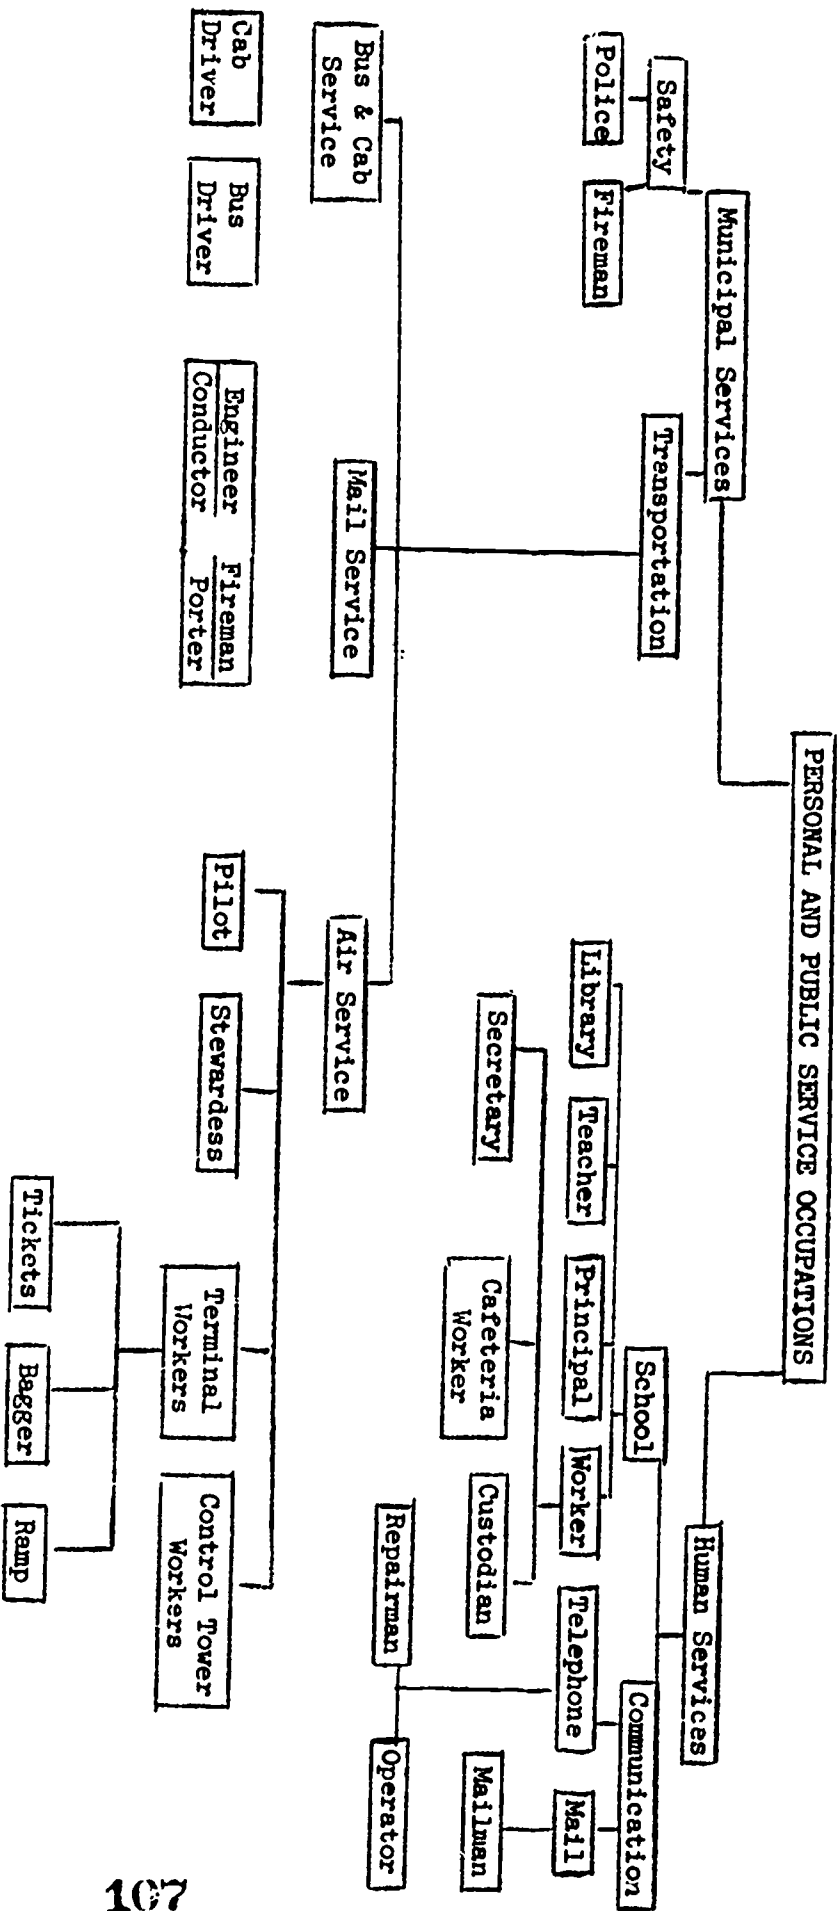 PERSONAL AND PUBLIC SERVICE OCCUPATIONS
Municipal Services
Human Services
Safety
Transportation
School
Communication
Police
Fireman
Library
Teacher
Principal
Worker
Telephone
Mail
Secretary
Cafeteria
Worker
Custodian
Mailman
Repairman
Operator
Bus & Cab
Service
Mail Service
Air Service
Cab
Driver
Bus
Driver
Engineer
Conductor
Fireman
Porter
Pilot
Stewardess
Terminal
Workers
Control Tower
Workers
Tickets
Bagger
Ramp
107